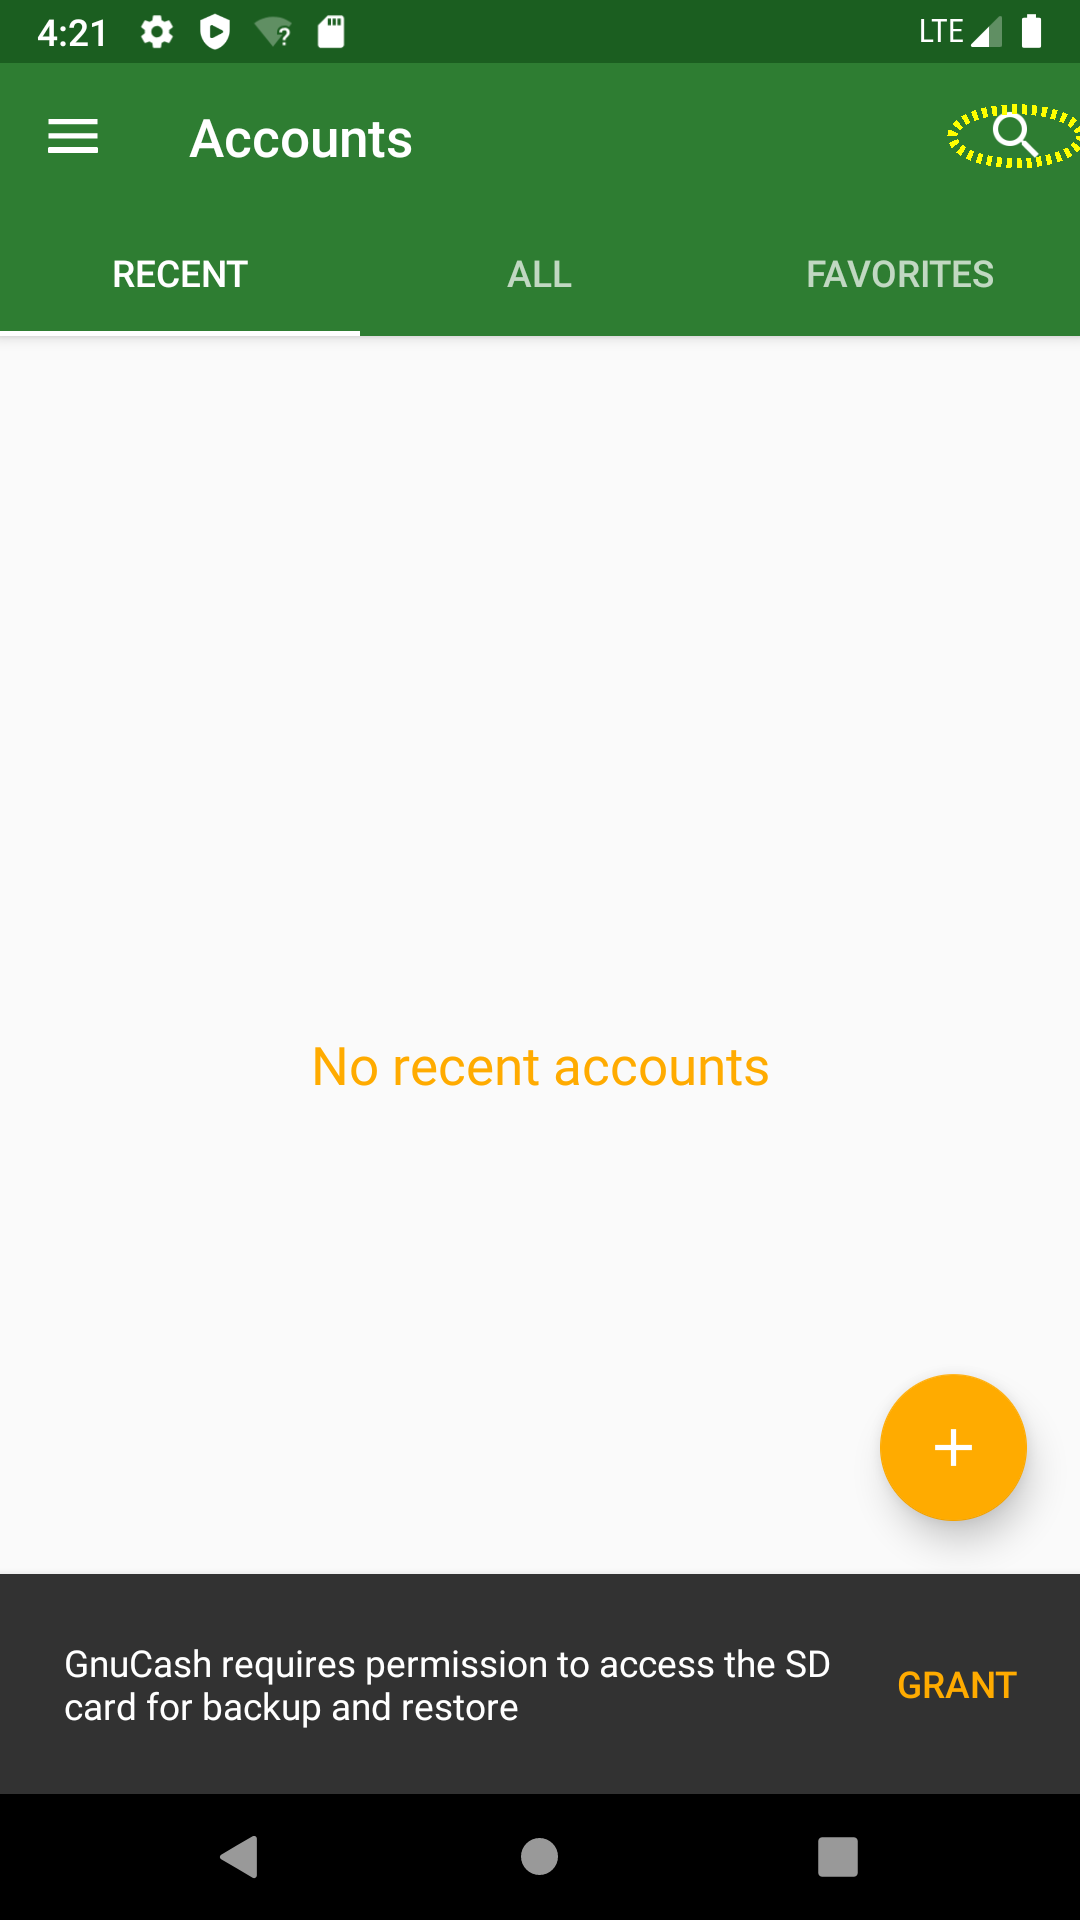 4:21
LTE
Accounts
RECENT
ALL
FAVORITES
No recent accounts
GnuCash requires permission to access the SD
card for backup and restore
GRANT